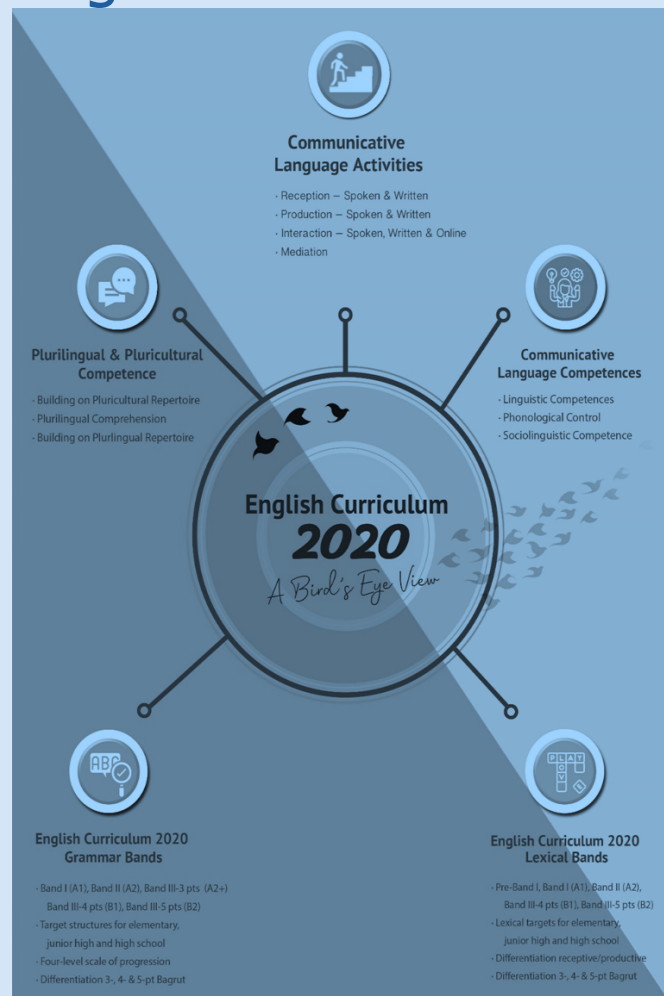 Communicative
Language Activities
· Reception – Spoken & Written
· Production – Spoken & Written
· Interaction – Spoken, Written & Online
· Mediation
Plurilingual & Pluricultural
Competence
· Building on Pluricultural Repertoire
· Plurilingual Comprehension
· Building on Plurlingual Repertoire
Communicative
Language Competences
· Linguistic Competences
· Phonological Control
· Sociolinguistic Competence
English Curriculum
2020
A Bird's Eye View
ABC
English Curriculum 2020
Grammar Bands
· Band I (A1), Band II (A2), Band III-3 pts (A2+)
Band III-4 pts (B1), Band III-5 pts (B2)
· Target structures for elementary,
junior high and high school
· Four-level scale of progression
· Differentiation 3-, 4- & 5-pt Bagrut
PLAY
English Curriculum 2020
Lexical Bands
· Pre-Band I, Band I (A1), Band II (A2),
Band III-4 pts (B1), Band III-5 pts (B2)
· Lexical targets for elementary,
junior high and high school
· Differentiation receptive/productive
· Differentiation 3-, 4- & 5-pt Bagrut